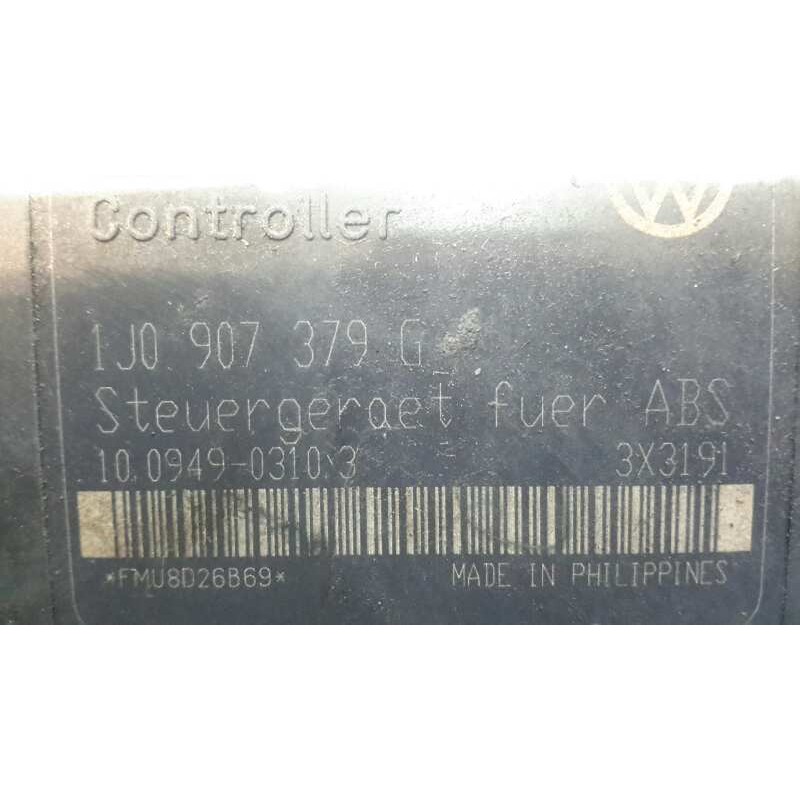 Controller
1J0 907 379 G
Steuergeraet fuer ABS
10.0949-0310.3 3X3191
*FMU8D26B69* MADE IN PHILIPPINES